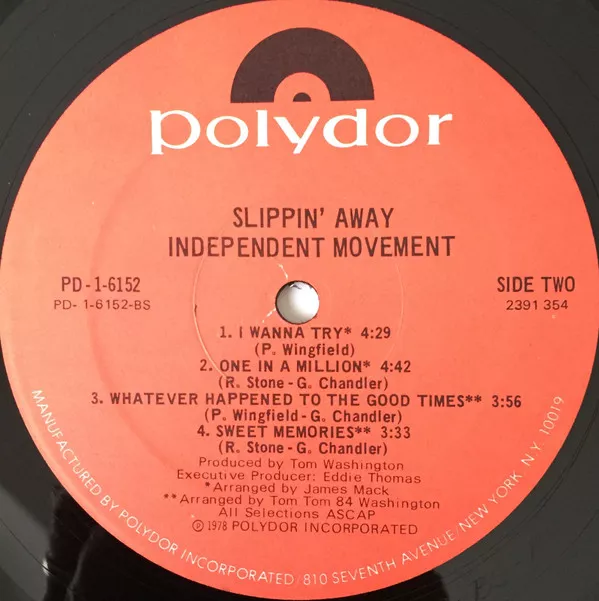 polydor
SLIPPIN' AWAY
INDEPENDENT MOVEMENT
PD-1-6152
PD- 1-6152-BS
SIDE TWO
2391 354
1. I WANNA TRY* 4:29
(P. Wingfield)
2. ONE IN A MILLION* 4:42
(R. Stone - G. Chandler)
3. WHATEVER HAPPENED TO THE GOOD TIMES** 3:56
(P. Wingfield - G. Chandler)
4. SWEET MEMORIES** 3:33
(R. Stone - G. Chandler)
Produced by Tom Washington
Executive Producer: Eddie Thomas
*Arranged by James Mack
**Arranged by Tom Tom 84 Washington
All Selections ASCAP
℗ 1978 POLYDOR INCORPORATED
MANUFACTURED BY POLYDOR INCORPORATED/810 SEVENTH AVENUE/NEW YORK N.Y. 10019